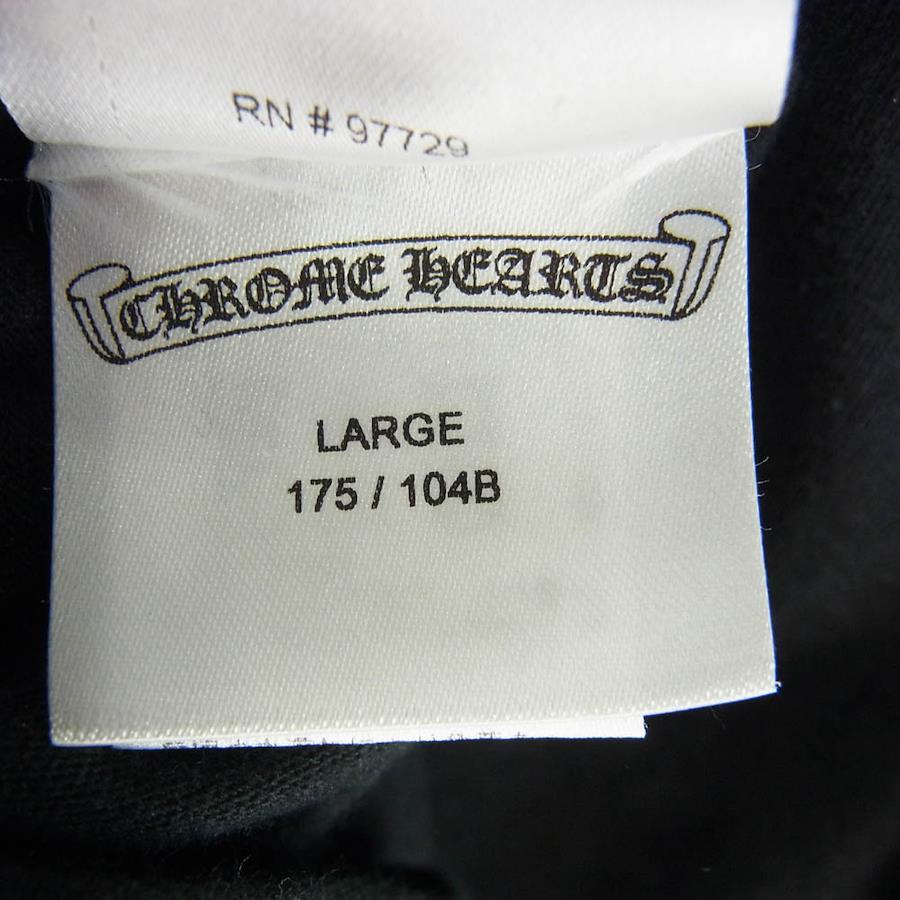 RN # 97729
CHROME HEARTS
LARGE
175 / 104B